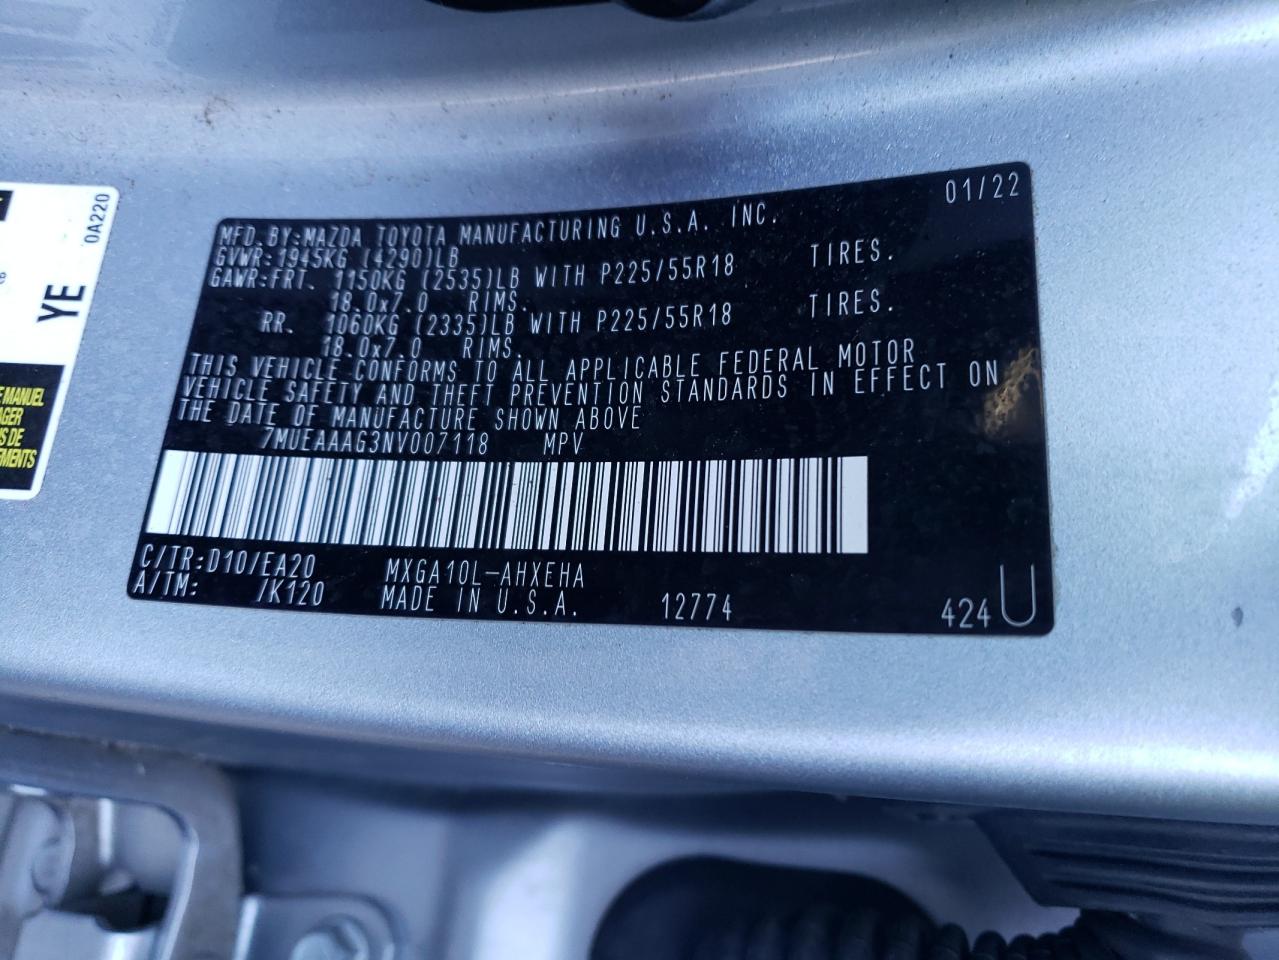 01/22
MFD.BY:MAZDA TOYOTA MANUFACTURING U.S.A. INC.
GVWR:1945KG (4290)LB
GAWR:FRT. 1150KG (2535)LB WITH P225/55R18 TIRES.
18.0x7.0 RIMS.
RR. 1060KG (2335)LB WITH P225/55R18 TIRES.
18.0x7.0 RIMS.
THIS VEHICLE CONFORMS TO ALL APPLICABLE FEDERAL MOTOR
VEHICLE SAFETY AND THEFT PREVENTION STANDARDS IN EFFECT ON
THE DATE OF MANUFACTURE SHOWN ABOVE
7MUEAAAG3NV007118 MPV
C/TR:D10/EA20 MXGA10L-AHXEHA
A/TM: /K120 MADE IN U.S.A. 12774 424 U
0A220
YE
MANUEL
DE